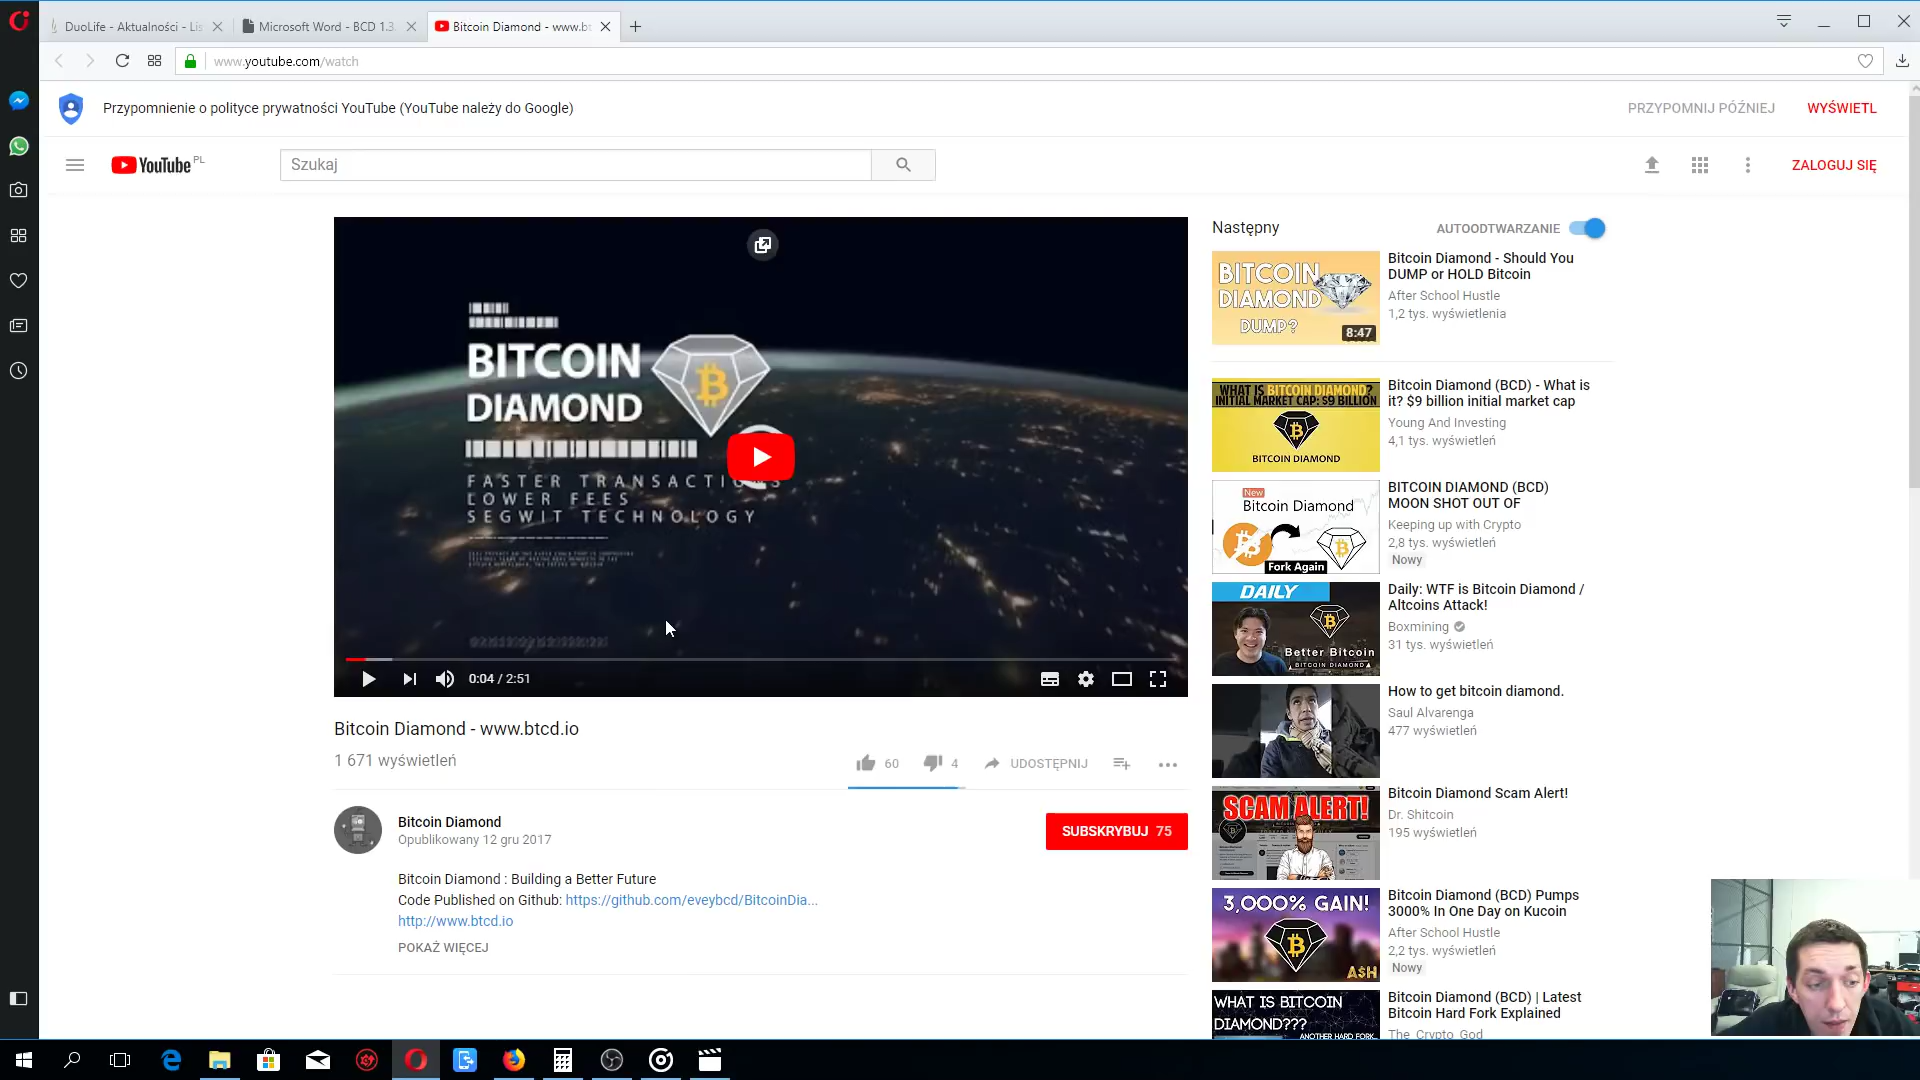 DuoLife - Aktualności - Lis
Microsoft Word - BCD 1.3.
Bitcoin Diamond - www.bt
www.youtube.com/watch
Przypomnienie o polityce prywatności YouTube (YouTube należy do Google)
PRZYPOMNIJ PÓŹNIEJ
WYŚWIETL
YouTube PL
Szukaj
ZALOGUJ SIĘ
BITCOIN
DIAMOND
FASTER TRANSACTIONS
LOWER FEES
SEGWIT TECHNOLOGY
0:04 / 2:51
Bitcoin Diamond - www.btcd.io
1 671 wyświetleń
60
4
UDOSTĘPNIJ
Bitcoin Diamond
Opublikowany 12 gru 2017
SUBSKRYBUJ 75
Bitcoin Diamond : Building a Better Future
Code Published on Github: https://github.com/eveybcd/BitcoinDia...
http://www.btcd.io
POKAŻ WIĘCEJ
Następny
AUTOODTWARZANIE
BITCOIN
DIAMOND
DUMP?
8:47
Bitcoin Diamond - Should You
DUMP or HOLD Bitcoin
After School Hustle
1,2 tys. wyświetlenia
WHAT IS BITCOIN DIAMOND?
INITIAL MARKET CAP: $9 BILLION
BITCOIN DIAMOND
Bitcoin Diamond (BCD) - What is
it? $9 billion initial market cap
Young And Investing
4,1 tys. wyświetleń
New
Bitcoin Diamond
Fork Again
BITCOIN DIAMOND (BCD)
MOON SHOT OUT OF
Keeping up with Crypto
2,8 tys. wyświetleń
Nowy
DAILY
Better Bitcoin
BITCOIN DIAMOND
Daily: WTF is Bitcoin Diamond /
Altcoins Attack!
Boxmining
31 tys. wyświetleń
How to get bitcoin diamond.
Saul Alvarenga
477 wyświetleń
SCAM ALERT!
Bitcoin Diamond Scam Alert!
Dr. Shitcoin
195 wyświetleń
3,000% GAIN!
A$H
Bitcoin Diamond (BCD) Pumps
3000% In One Day on Kucoin
After School Hustle
2,2 tys. wyświetleń
Nowy
WHAT IS BITCOIN
DIAMOND???
ANOTHER HARD FORK
Bitcoin Diamond (BCD) | Latest
Bitcoin Hard Fork Explained
The_Crypto_God